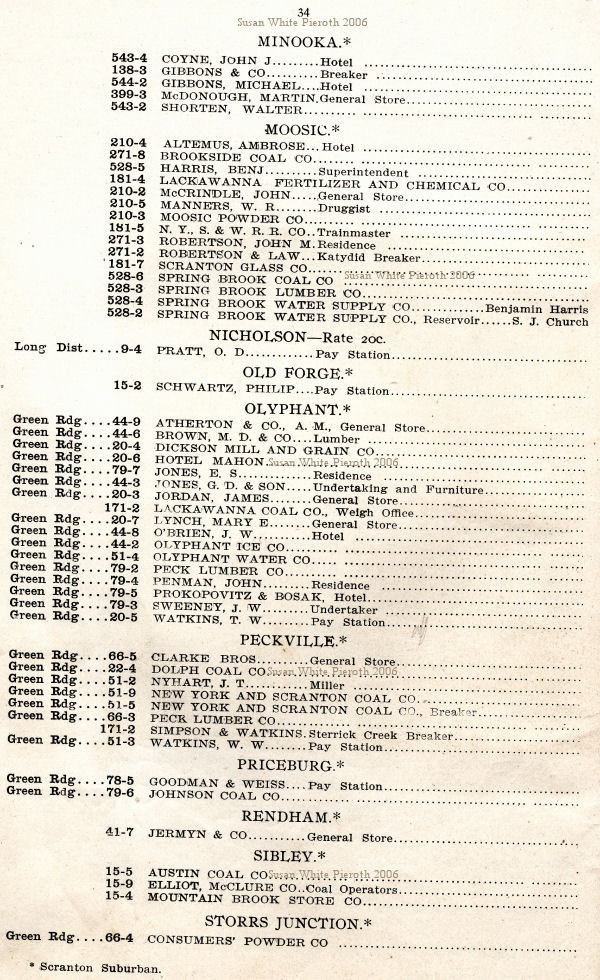 34
Susan White Pieroth 2006
MINOOKA.*
543-4 COYNE, JOHN J........Hotel
138-3 GIBBONS & CO.........Breaker
544-2 GIBBONS, MICHAEL....Hotel
399-3 McDONOUGH, MARTIN.General Store
543-2 SHORTEN, WALTER
MOOSIC.*
210-4 ALTEMUS, AMBROSE...Hotel
271-8 BROOKSIDE COAL CO
528-5 HARRIS, BENJ..........Superintendent
181-4 LACKAWANNA FERTILIZER AND CHEMICAL CO
210-2 McCRINDLE, JOHN.....General Store
210-5 MANNERS, W. R.......Druggist
210-3 MOOSIC POWDER CO
181-5 N. Y., S. & W. R. R. CO..Trainmaster
271-3 ROBERTSON, JOHN M.Residence
271-2 ROBERTSON & LAW...Katydid Breaker
181-7 SCRANTON GLASS CO
528-6 SPRING BROOK COAL CO Susan White Pieroth 2006
528-3 SPRING BROOK LUMBER CO
528-4 SPRING BROOK WATER SUPPLY CO...........Benjamin Harris
528-2 SPRING BROOK WATER SUPPLY CO., Reservoir......S. J. Church
NICHOLSON—Rate 20c.
Long Dist.....9-4 PRATT, O. D............Pay Station
OLD FORGE.*
15-2 SCHWARTZ, PHILIP....Pay Station
OLYPHANT.*
Green Rdg....44-9 ATHERTON & CO., A. M., General Store
Green Rdg....44-6 BROWN, M. D. & CO....Lumber
Green Rdg....20-4 DICKSON MILL AND GRAIN CO
Green Rdg....20-6 HOTEL MAHON Susan White Pieroth 2006
Green Rdg....79-7 JONES, E. S............Residence
Green Rdg....44-3 JONES, G. D. & SON.....Undertaking and Furniture
Green Rdg....20-3 JORDAN, JAMES.......General Store
171-2 LACKAWANNA COAL CO., Weigh Office
Green Rdg....20-7 LYNCH, MARY E.......General Store
Green Rdg....44-8 O'BRIEN, J. W..........Hotel
Green Rdg....44-2 OLYPHANT ICE CO
Green Rdg....51-4 OLYPHANT WATER CO
Green Rdg....79-2 PECK LUMBER CO
Green Rdg....79-4 PENMAN, JOHN........Residence
Green Rdg....79-5 PROKOPOVITZ & BOSAK, Hotel
Green Rdg....79-3 SWEENEY, J. W........Undertaker
Green Rdg....20-5 WATKINS, T. W........Pay Station
PECKVILLE.*
Green Rdg....66-5 CLARKE BROS.........General Store
Green Rdg....22-4 DOLPH COAL CO Susan White Pieroth 2006
Green Rdg....51-2 NYHART, J. T..........Miller
Green Rdg....51-9 NEW YORK AND SCRANTON COAL CO
Green Rdg....51-5 NEW YORK AND SCRANTON COAL CO., Breaker
Green Rdg....66-3 PECK LUMBER CO
171-2 SIMPSON & WATKINS.Sterrick Creek Breaker
Green Rdg....51-3 WATKINS, W. W.......Pay Station
PRICEBURG.*
Green Rdg....78-5 GOODMAN & WEISS....Pay Station
Green Rdg....79-6 JOHNSON COAL CO
RENDHAM.*
41-7 JERMYN & CO..........General Store
SIBLEY.*
15-5 AUSTIN COAL CO Susan White Pieroth 2006
15-9 ELLIOT, McCLURE CO..Coal Operators
15-4 MOUNTAIN BROOK STORE CO
STORRS JUNCTION.*
Green Rdg....66-4 CONSUMERS' POWDER CO
* Scranton Suburban.